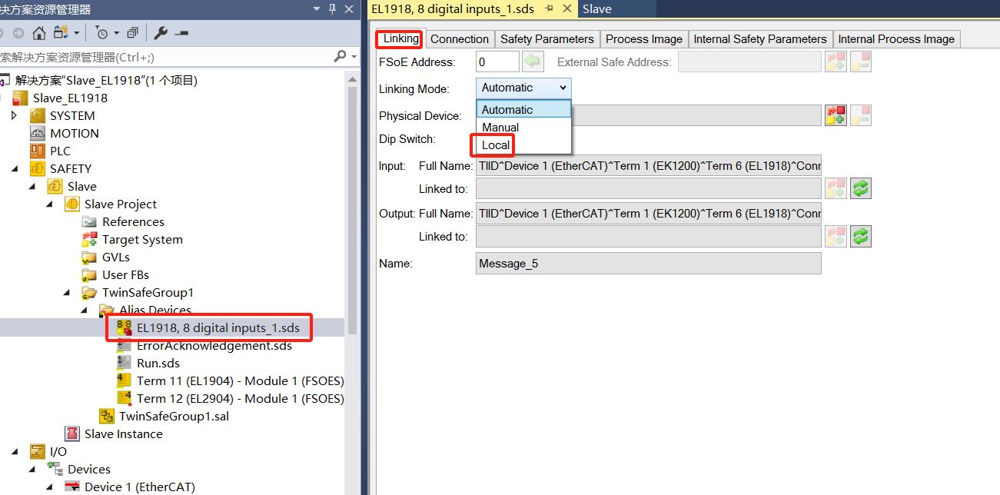 决方案资源管理器
索解决方案资源管理器(Ctrl+;)
解决方案"Slave_EL1918"(1 个项目)
Slave_EL1918
SYSTEM
MOTION
PLC
SAFETY
Slave
Slave Project
References
Target System
GVLs
User FBs
TwinSafeGroup1
Alias Devices
EL1918, 8 digital inputs_1.sds
ErrorAcknowledgement.sds
Run.sds
Term 11 (EL1904) - Module 1 (FSOES)
Term 12 (EL2904) - Module 1 (FSOES)
TwinSafeGroup1.sal
Slave Instance
I/O
Devices
Device 1 (EtherCAT)
EL1918, 8 digital inputs_1.sds Slave
Linking Connection Safety Parameters Process Image Internal Safety Parameters Internal Process Image
FSoE Address: 0 External Safe Address:
Linking Mode: Automatic
Automatic
Physical Device:
Manual
Dip Switch:
Local
Input: Full Name: TIID^Device 1 (EtherCAT)^Term 1 (EK1200)^Term 6 (EL1918)^Conn
Linked to:
Output: Full Name: TIID^Device 1 (EtherCAT)^Term 1 (EK1200)^Term 6 (EL1918)^Conn
Linked to:
Name: Message_5